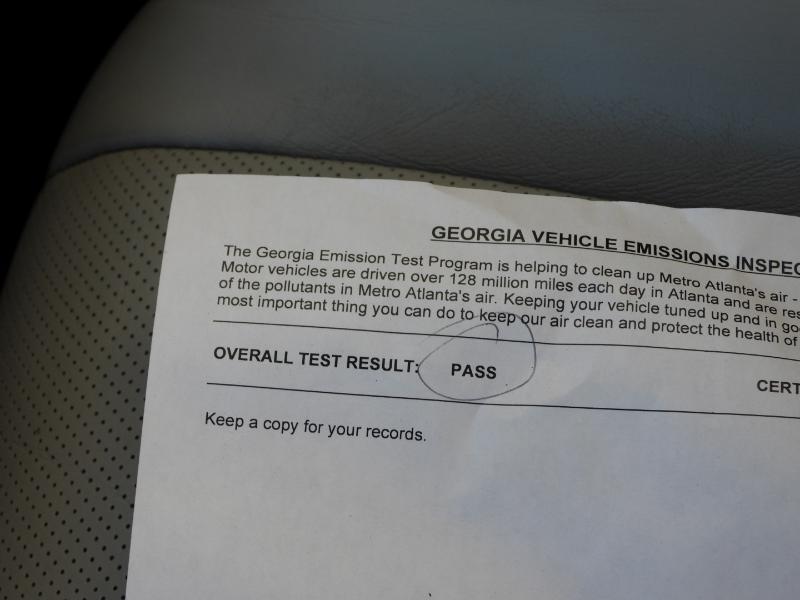 GEORGIA VEHICLE EMISSIONS
The Georgia Emission Test Program is helping to clean up Metro Atlanta's air -
Motor vehicles are driven over 128 million miles each day in Atlanta and are
of the pollutants in Metro Atlanta's air. Keeping your vehicle tuned up and in
most important thing you can do to keep our air clean and protect the health of
OVERALL TEST RESULT: PASS
CERT
Keep a copy for your records.